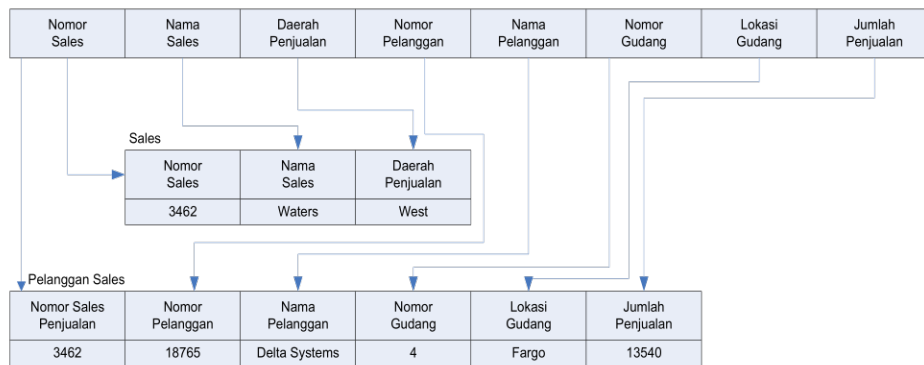 Nomor Sales
Nama Sales
Daerah Penjualan
Nomor Pelanggan
Nama Pelanggan
Nomor Gudang
Lokasi Gudang
Jumlah Penjualan
Sales
Nomor Sales
Nama Sales
Daerah Penjualan
3462
Waters
West
Pelanggan Sales
Nomor Sales Penjualan
Nomor Pelanggan
Nama Pelanggan
Nomor Gudang
Lokasi Gudang
Jumlah Penjualan
3462
18765
Delta Systems
4
Fargo
13540